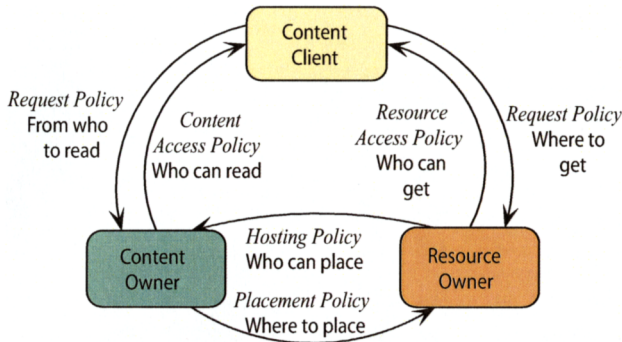 Content
Client
Request Policy
From who
to read
Content
Access Policy
Who can read
Resource
Access Policy
Who can
get
Request Policy
Where to
get
Content
Owner
Hosting Policy
Who can place
Resource
Owner
Placement Policy
Where to place